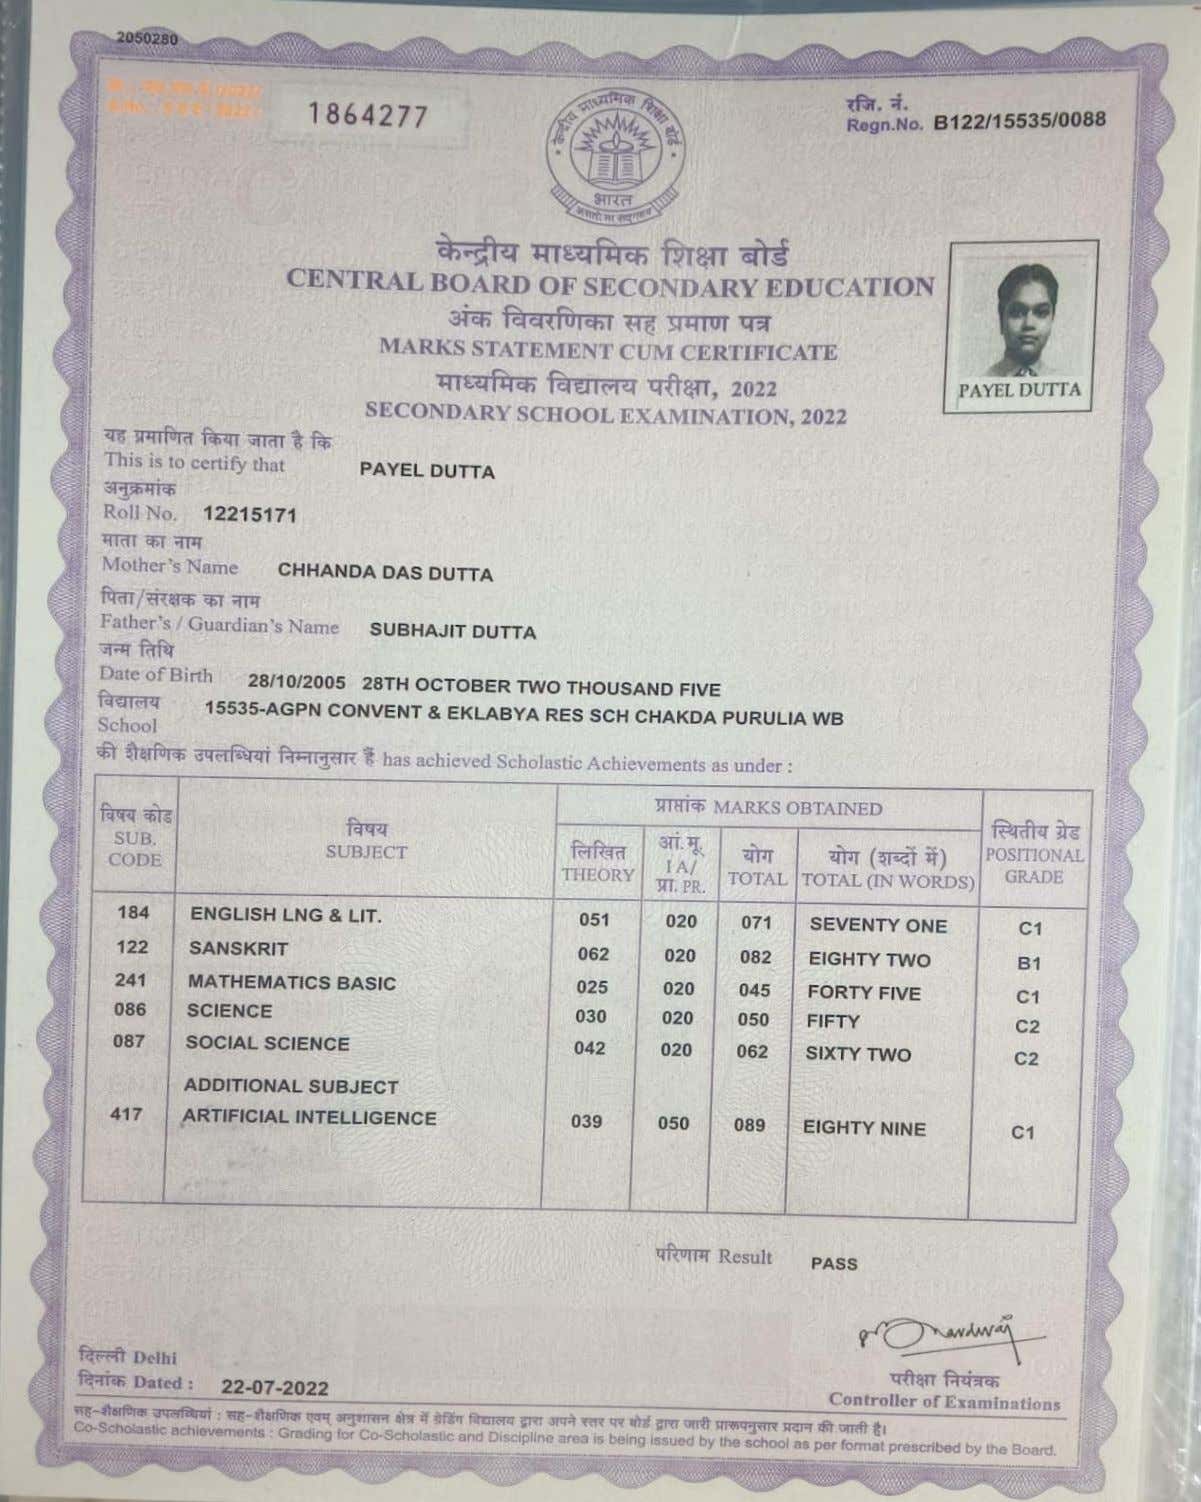 2050280
1864277
रजि. नं.
Regn.No. B122/15535/0088
केन्द्रीय माध्यमिक शिक्षा बोर्ड
भारत
केन्द्रीय माध्यमिक शिक्षा बोर्ड
CENTRAL BOARD OF SECONDARY EDUCATION
अंक विवरणिका सह प्रमाण पत्र
MARKS STATEMENT CUM CERTIFICATE
माध्यमिक विद्यालय परीक्षा, 2022
SECONDARY SCHOOL EXAMINATION, 2022
PAYEL DUTTA
यह प्रमाणित किया जाता है कि
This is to certify that PAYEL DUTTA
अनुक्रमांक
Roll No. 12215171
माता का नाम
Mother's Name CHHANDA DAS DUTTA
पिता/संरक्षक का नाम
Father's / Guardian's Name SUBHAJIT DUTTA
जन्म तिथि
Date of Birth 28/10/2005 28TH OCTOBER TWO THOUSAND FIVE
विद्यालय
School 15535-AGPN CONVENT & EKLABYA RES SCH CHAKDA PURULIA WB
की शैक्षणिक उपलब्धियां निम्नानुसार हैं has achieved Scholastic Achievements as under :
विषय कोड
SUB.
CODE
विषय
SUBJECT
प्राप्तांक MARKS OBTAINED
लिखित
THEORY
आं.मू.
I A/
प्रा. PR.
योग
TOTAL
योग (शब्दों में)
TOTAL (IN WORDS)
स्थितीय ग्रेड
POSITIONAL
GRADE
184 ENGLISH LNG & LIT. 051 020 071 SEVENTY ONE C1
122 SANSKRIT 062 020 082 EIGHTY TWO B1
241 MATHEMATICS BASIC 025 020 045 FORTY FIVE C1
086 SCIENCE 030 020 050 FIFTY C2
087 SOCIAL SCIENCE 042 020 062 SIXTY TWO C2
ADDITIONAL SUBJECT
417 ARTIFICIAL INTELLIGENCE 039 050 089 EIGHTY NINE C1
परिणाम Result PASS
दिल्ली Delhi
दिनांक Dated : 22-07-2022
परीक्षा नियंत्रक
Controller of Examinations
सह-शैक्षणिक उपलब्धियां : सह-शैक्षणिक एवम् अनुशासन क्षेत्र में ग्रेडिंग विद्यालय द्वारा अपने स्तर पर बोर्ड द्वारा जारी प्रारूपनुसार प्रदान की जाती है।
Co-Scholastic achievements : Grading for Co-Scholastic and Discipline area is being issued by the school as per format prescribed by the Board.